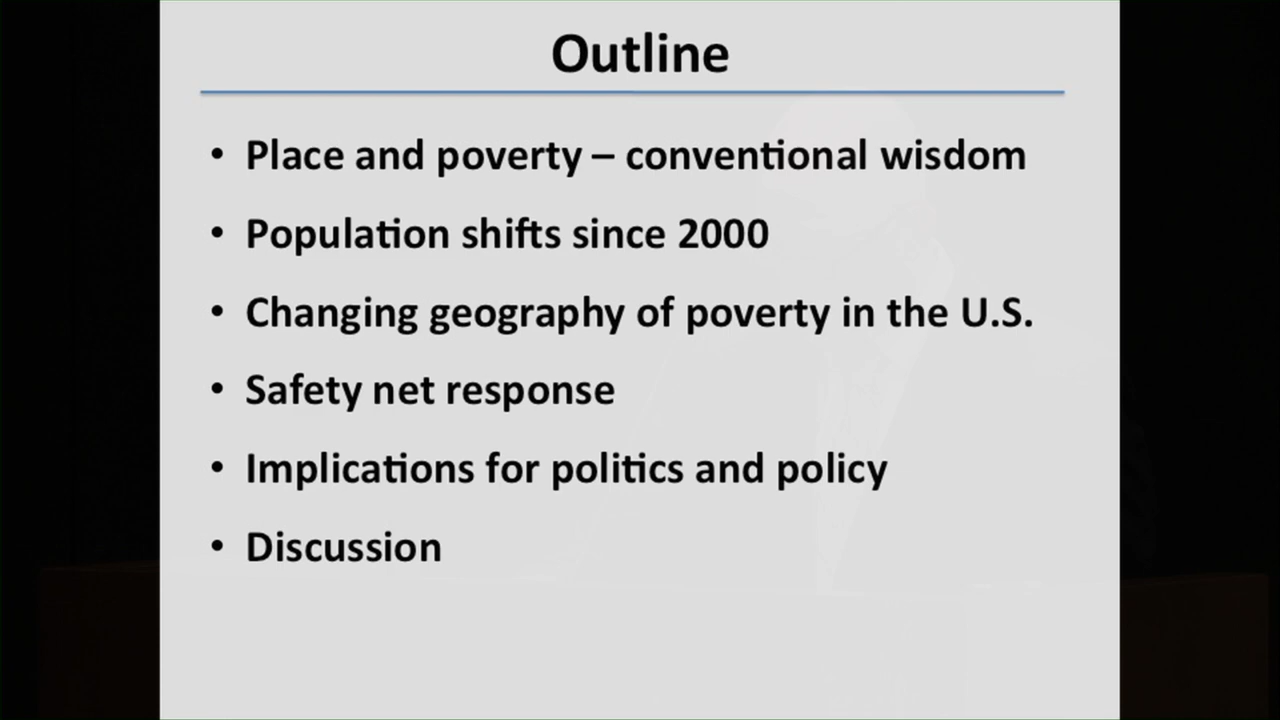 Outline
• Place and poverty – conventional wisdom
• Population shifts since 2000
• Changing geography of poverty in the U.S.
• Safety net response
• Implications for politics and policy
• Discussion